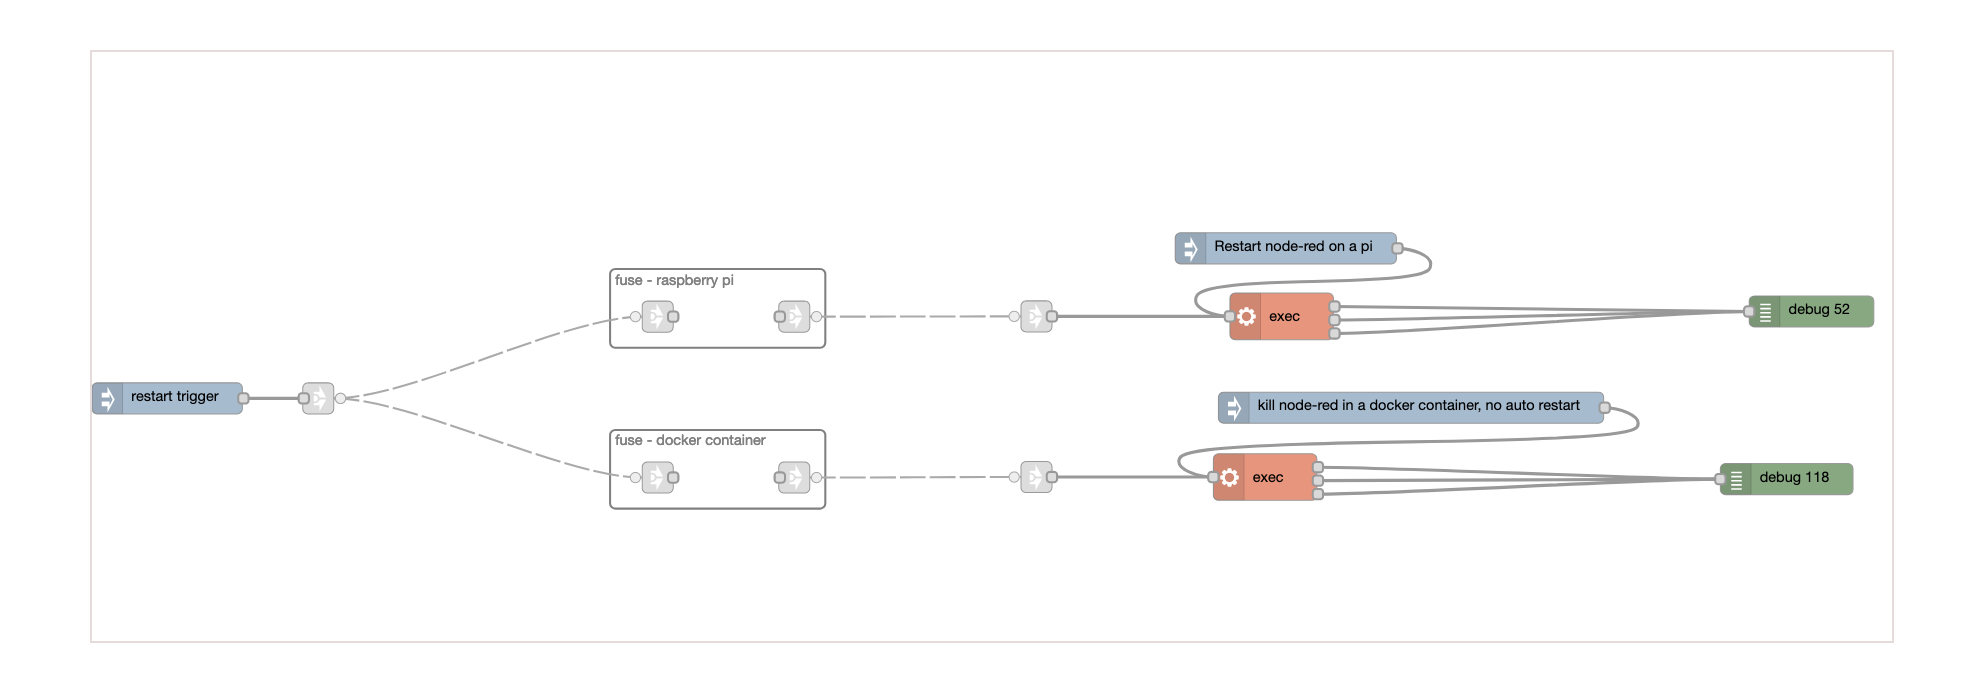 Restart node-red on a pi
fuse - raspberry pi
exec
debug 52
restart trigger
kill node-red in a docker container, no auto restart
fuse - docker container
exec
debug 118